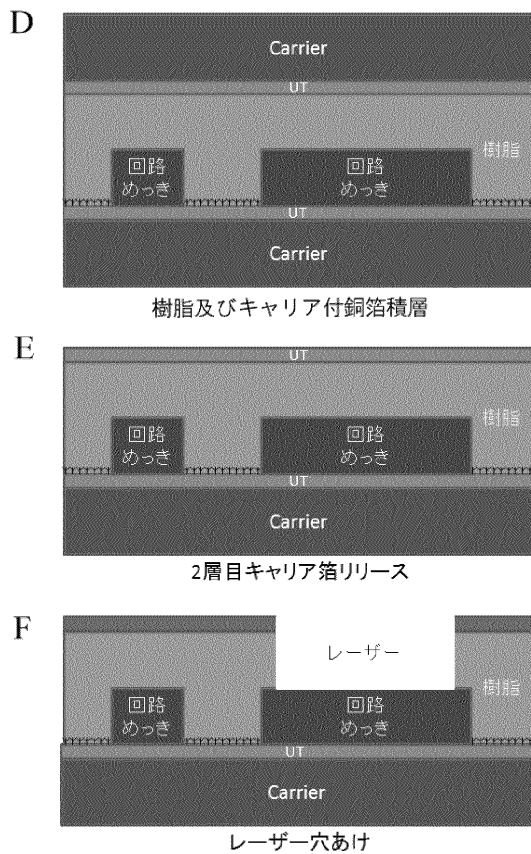 D
Carrier
UT
樹脂
回路
めっき
回路
めっき
UT
Carrier
樹脂及びキャリア付銅箔積層
E
UT
樹脂
回路
めっき
回路
めっき
UT
Carrier
2層目キャリア箔リリース
F
レーザー
樹脂
回路
めっき
回路
めっき
UT
Carrier
レーザー穴あけ